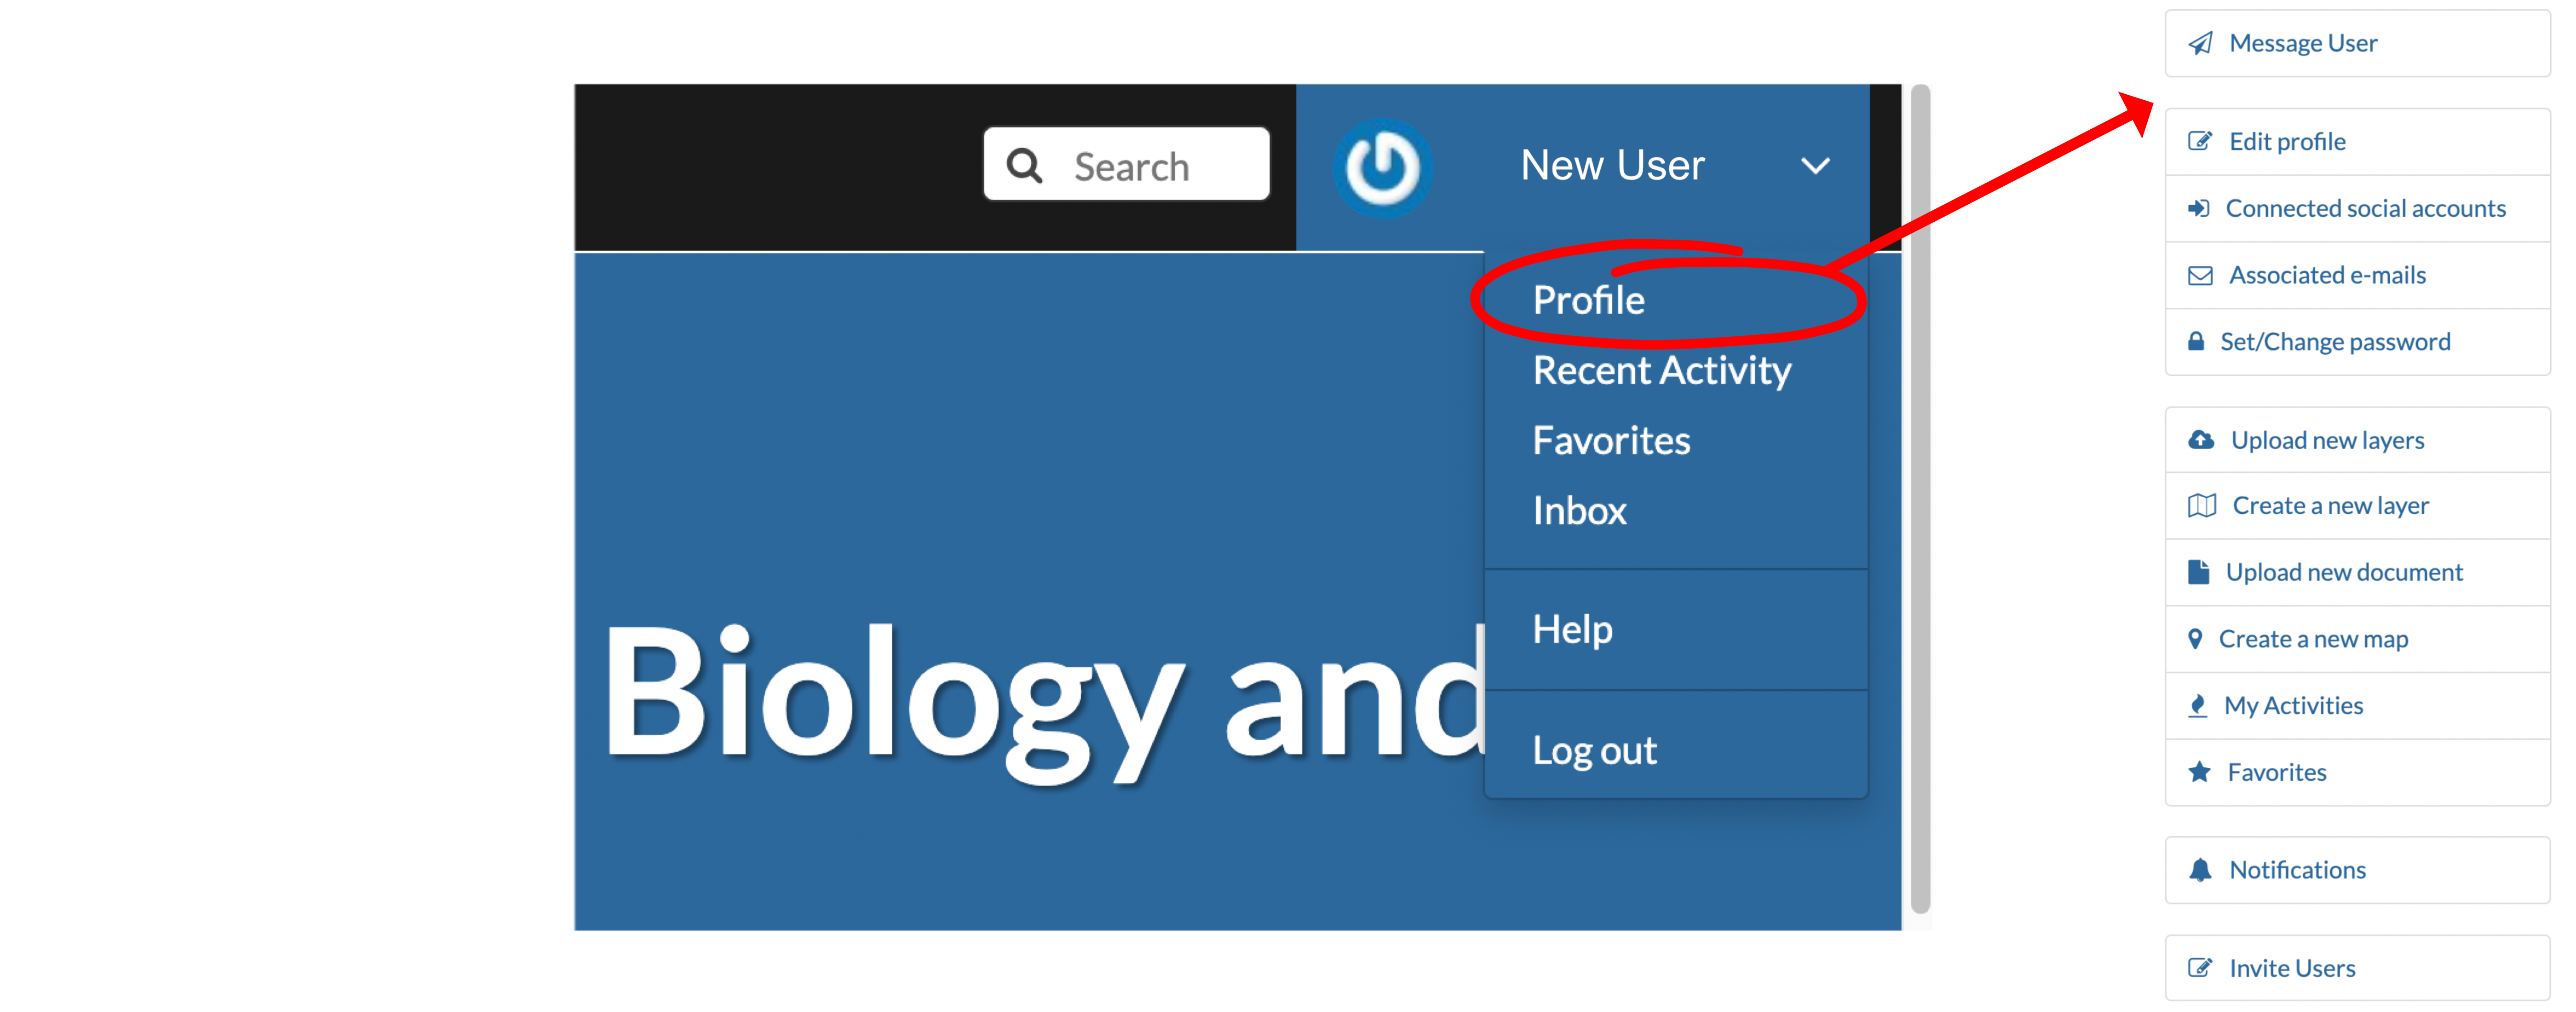 Search
New User
Profile
Recent Activity
Favorites
Inbox
Help
Log out
Biology and
Message User
Edit profile
Connected social accounts
Associated e-mails
Set/Change password
Upload new layers
Create a new layer
Upload new document
Create a new map
My Activities
Favorites
Notifications
Invite Users